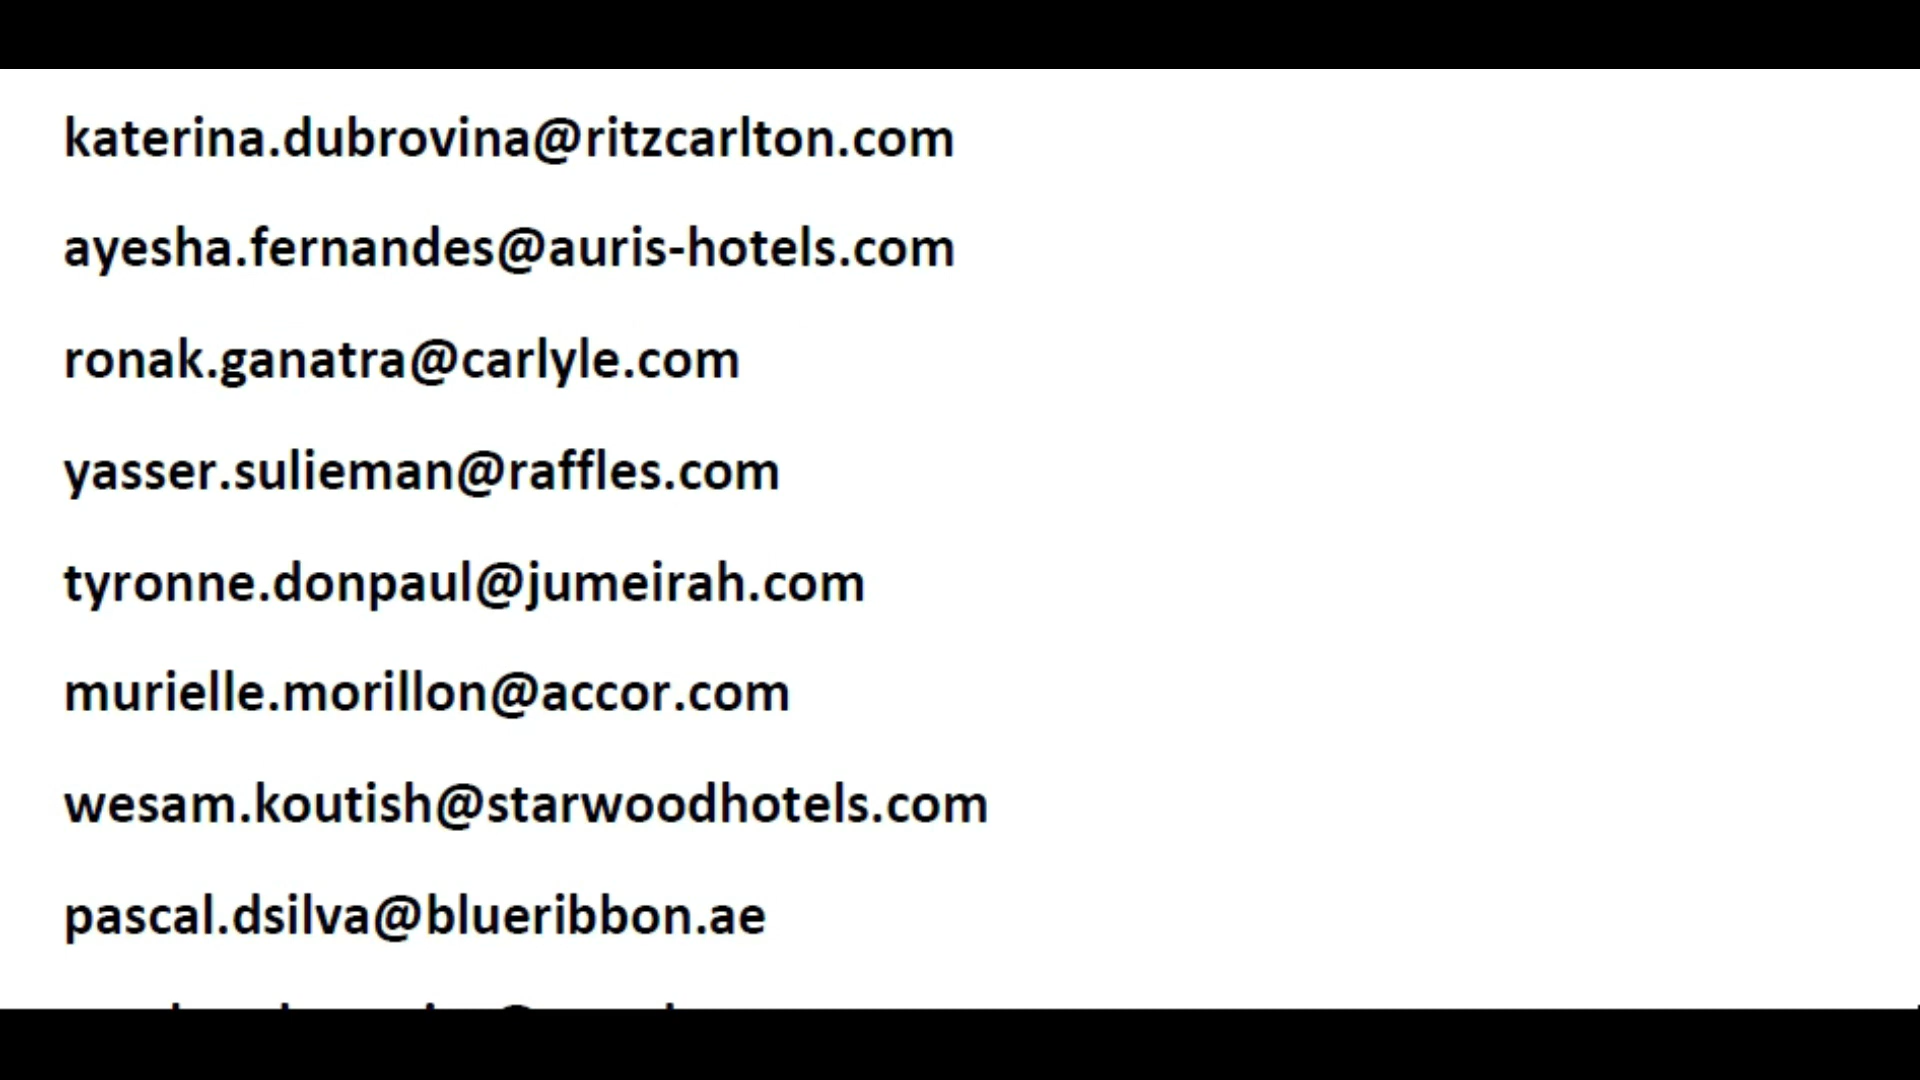 katerina.dubrovina@ritzcarlton.com
ayesha.fernandes@auris-hotels.com
ronak.ganatra@carlyle.com
yasser.sulieman@raffles.com
tyronne.donpaul@jumeirah.com
murielle.morillon@accor.com
wesam.koutish@starwoodhotels.com
pascal.dsilva@blueribbon.ae